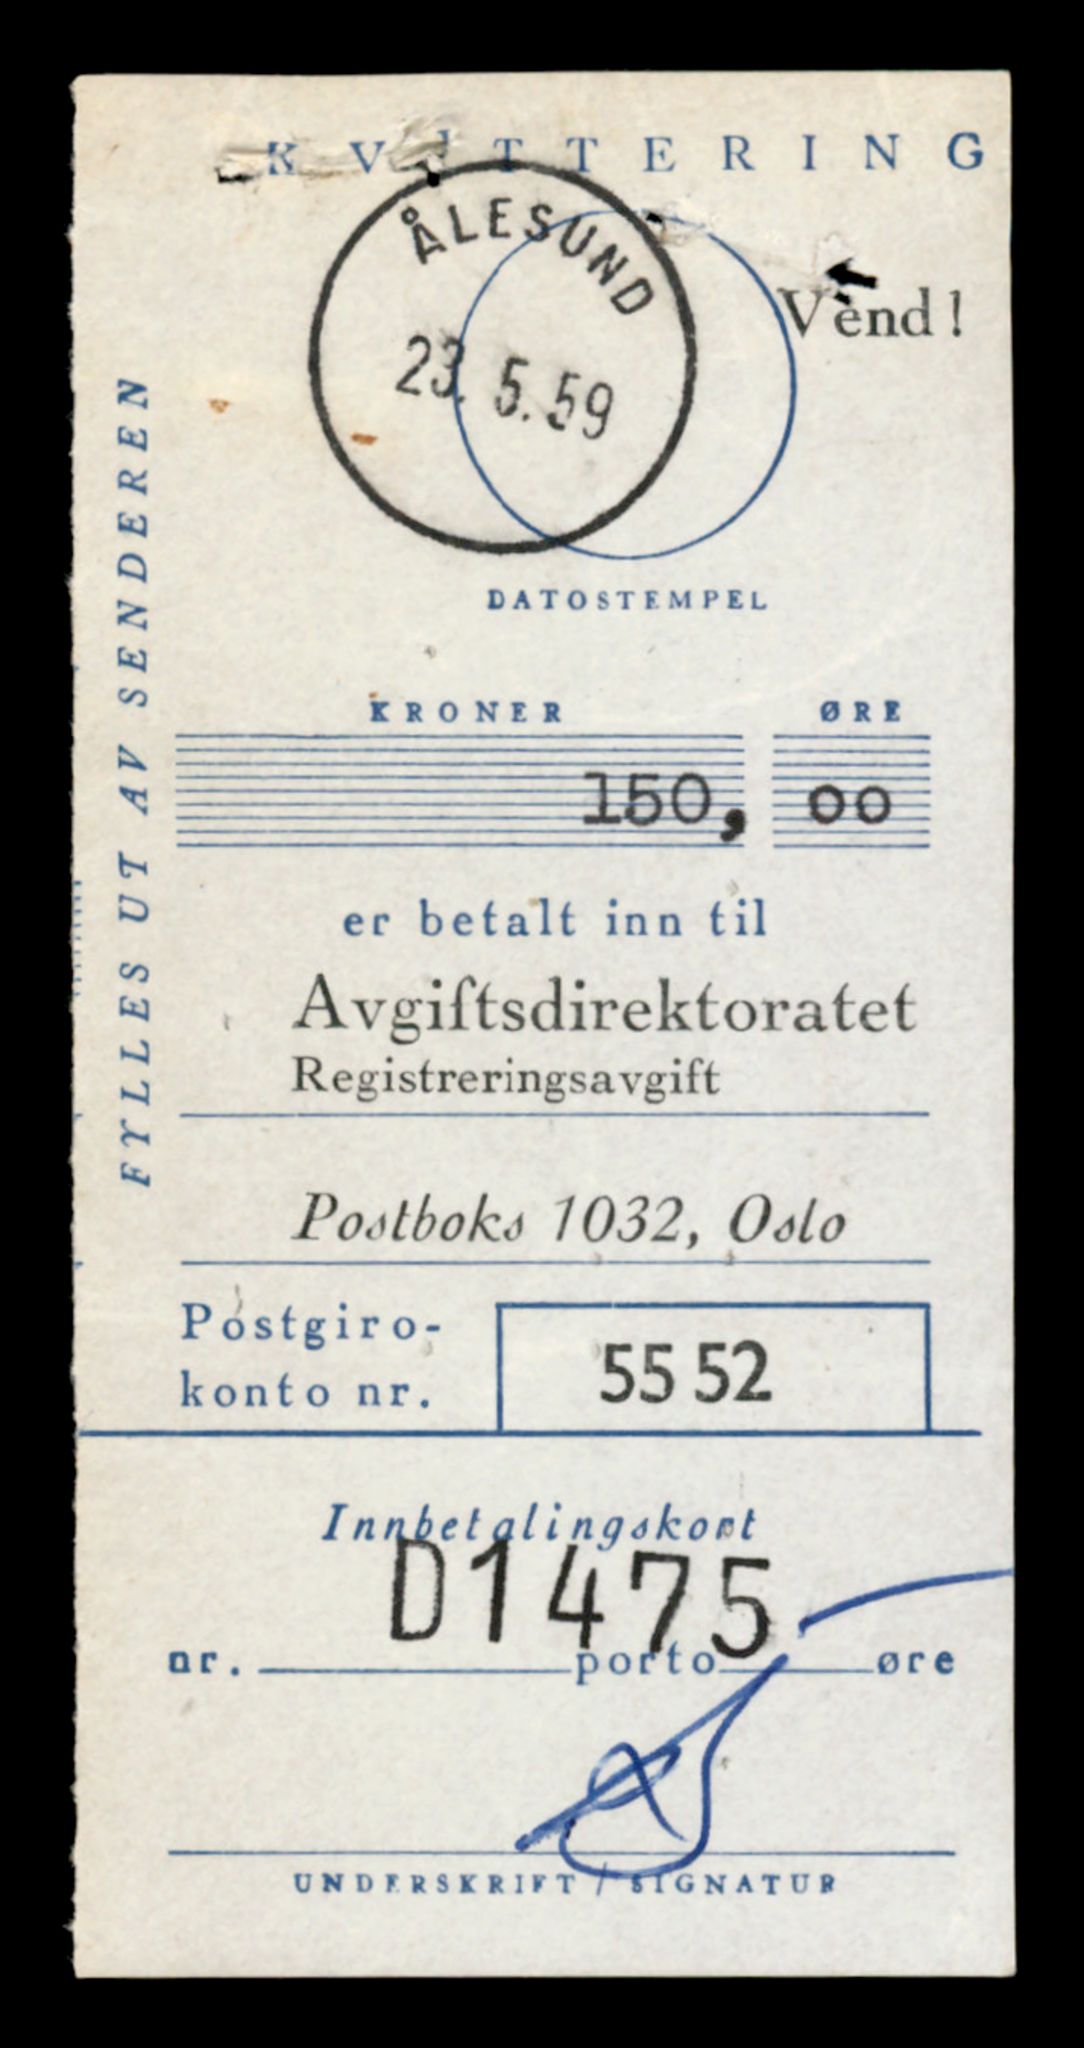 KVITTERING
ÅLESUND
23.5.59
Vend!
DATOSTEMPEL
FYLLES UT AV SENDEREN
KRONER ØRE
150, 00
er betalt inn til
Avgiftsdirektoratet
Registreringsavgift
Postboks 1032, Oslo
Postgiro-
konto nr.
55 52
Innbetalingskort
D1475
nr. porto øre
UNDERSKRIFT / SIGNATUR